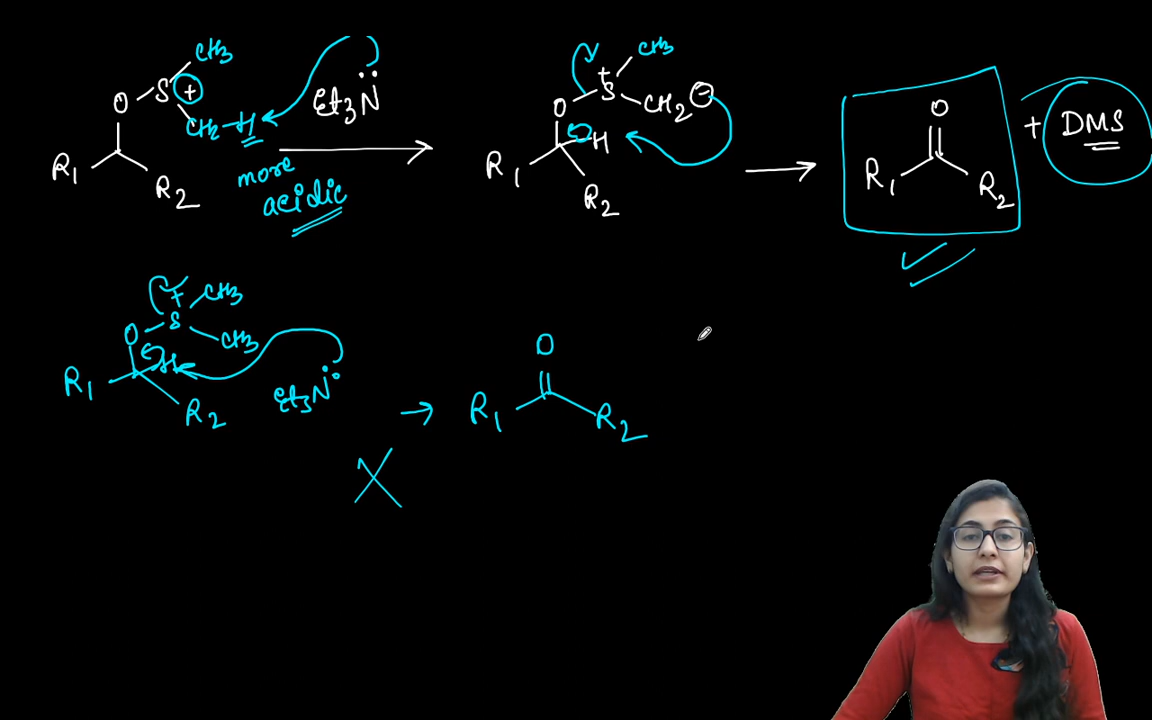 CH3
O S +
CH2-H Et3N̈
R1 R2
more
acidic
CH3
+
O S CH2⊖
H
R1 R2
O
R1 R2
+ DMS
+ CH3
O S CH3
H
R1 R2
Et3N̈
→
O
R1 R2
X